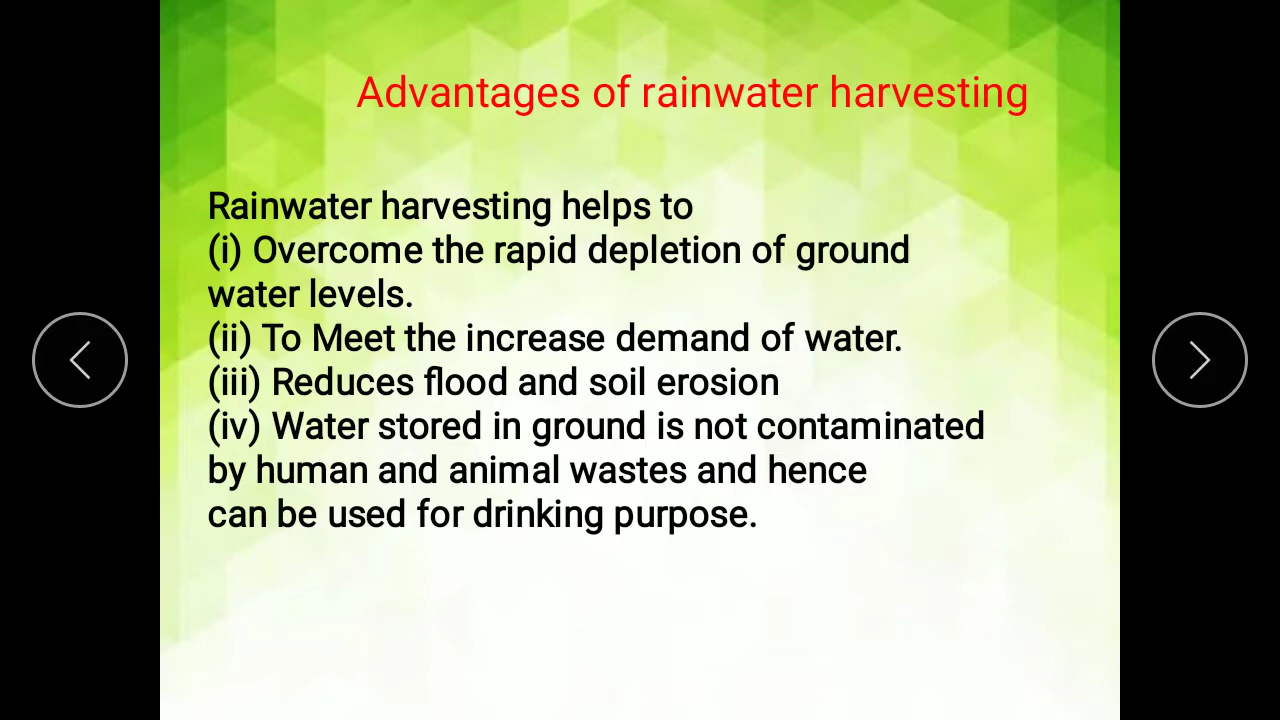 Advantages of rainwater harvesting
Rainwater harvesting helps to
(i) Overcome the rapid depletion of ground
water levels.
(ii) To Meet the increase demand of water.
(iii) Reduces flood and soil erosion
(iv) Water stored in ground is not contaminated
by human and animal wastes and hence
can be used for drinking purpose.